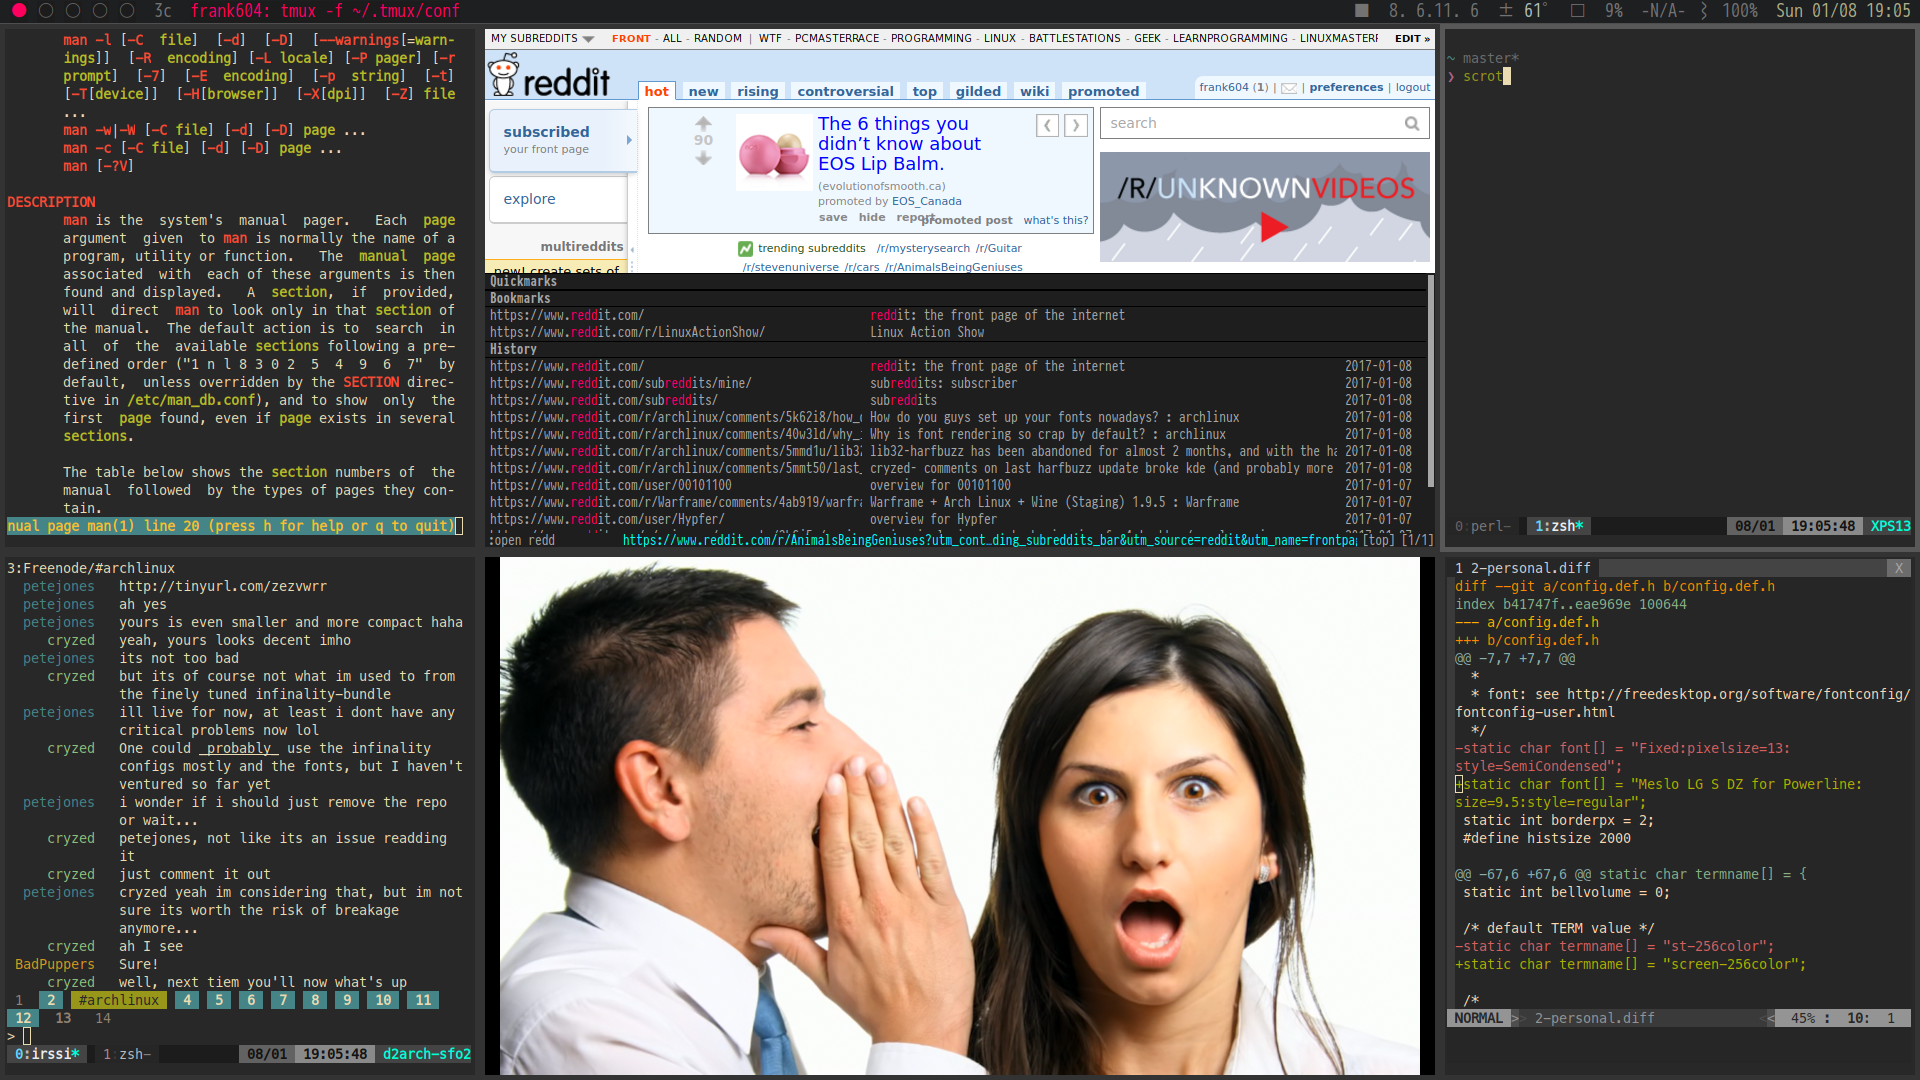 3c frank604: tmux -f ~/.tmux/conf
8. 6.11. 6 ± 61° 9% -N/A- 100% Sun 01/08 19:05
man -l [-C file] [-d] [-D] [--warnings[=warn-
ings]] [-R encoding] [-L locale] [-P pager] [-r
prompt] [-7] [-E encoding] [-p string] [-t]
[-T[device]] [-H[browser]] [-X[dpi]] [-Z] file
...
man -w|-W [-C file] [-d] [-D] page ...
man -c [-C file] [-d] [-D] page ...
man [-?V]
DESCRIPTION
man is the system's manual pager. Each page
argument given to man is normally the name of a
program, utility or function. The manual page
associated with each of these arguments is then
found and displayed. A section, if provided,
will direct man to look only in that section of
the manual. The default action is to search in
all of the available sections following a pre-
defined order ("1 n l 8 3 0 2 5 4 9 6 7" by
default, unless overridden by the SECTION direc-
tive in /etc/man_db.conf), and to show only the
first page found, even if page exists in several
sections.
The table below shows the section numbers of the
manual followed by the types of pages they con-
tain.
nual page man(1) line 20 (press h for help or q to quit)
MY SUBREDDITS FRONT - ALL - RANDOM | WTF - PCMASTERRACE - PROGRAMMING - LINUX - BATTLESTATIONS - GEEK - LEARNPROGRAMMING - LINUXMASTERR EDIT »
reddit hot new rising controversial top gilded wiki promoted
frank604 (1) | | preferences | logout
subscribed
your front page
explore
multireddits
new! create sets of
90
The 6 things you
didn't know about
EOS Lip Balm.
(evolutionofsmooth.ca)
promoted by EOS_Canada
save hide report
promoted post what's this?
trending subreddits /r/mysterysearch /r/Guitar
/r/stevenuniverse /r/cars /r/AnimalsBeingGeniuses
search
/R/UNKNOWNVIDEOS
Quickmarks
Bookmarks
https://www.reddit.com/ reddit: the front page of the internet
https://www.reddit.com/r/LinuxActionShow/ Linux Action Show
History
https://www.reddit.com/ reddit: the front page of the internet 2017-01-08
https://www.reddit.com/subreddits/mine/ subreddits: subscriber 2017-01-08
https://www.reddit.com/subreddits/ subreddits 2017-01-08
https://www.reddit.com/r/archlinux/comments/5k62i8/how_ How do you guys set up your fonts nowadays? : archlinux 2017-01-08
https://www.reddit.com/r/archlinux/comments/40w3ld/why_ Why is font rendering so crap by default? : archlinux 2017-01-08
https://www.reddit.com/r/archlinux/comments/5mmd1u/lib32 lib32-harfbuzz has been abandoned for almost 2 months, and with the ha 2017-01-08
https://www.reddit.com/r/archlinux/comments/5mmt50/last_ cryzed- comments on last harfbuzz update broke kde (and probably more 2017-01-08
https://www.reddit.com/user/00101100 overview for 00101100 2017-01-07
https://www.reddit.com/r/Warframe/comments/4ab919/warfra Warframe + Arch Linux + Wine (Staging) 1.9.5 : Warframe 2017-01-07
https://www.reddit.com/user/Hypfer/ overview for Hypfer 2017-01-07
:open redd https://www.reddit.com/r/AnimalsBeingGeniuses?utm_cont…ding_subreddits_bar&utm_source=reddit&utm_name=frontpa [top] [1/1]
~ master*
❯ scrot
0:perl- 1:zsh* 08/01 19:05:48 XPS13
3:Freenode/#archlinux
petejones http://tinyurl.com/zezvwrr
petejones ah yes
petejones yours is even smaller and more compact haha
cryzed yeah, yours looks decent imho
petejones its not too bad
cryzed but its of course not what im used to from
the finely tuned infinality-bundle
petejones ill live for now, at least i dont have any
critical problems now lol
cryzed One could _probably_ use the infinality
configs mostly and the fonts, but I haven't
ventured so far yet
petejones i wonder if i should just remove the repo
or wait...
cryzed petejones, not like its an issue readding
it
cryzed just comment it out
petejones cryzed yeah im considering that, but im not
sure its worth the risk of breakage
anymore...
cryzed ah I see
BadPuppers Sure!
cryzed well, next tiem you'll now what's up
1 2 #archlinux 4 5 6 7 8 9 10 11
12 13 14
>
0:irssi* 1:zsh- 08/01 19:05:48 d2arch-sfo2
1 2-personal.diff X
diff --git a/config.def.h b/config.def.h
index b41747f..eae969e 100644
--- a/config.def.h
+++ b/config.def.h
@@ -7,7 +7,7 @@
*
* font: see http://freedesktop.org/software/fontconfig/
fontconfig-user.html
*/
-static char font[] = "Fixed:pixelsize=13:
style=SemiCondensed";
+static char font[] = "Meslo LG S DZ for Powerline:
size=9.5:style=regular";
static int borderpx = 2;
#define histsize 2000
@@ -67,6 +67,6 @@ static char termname[] = {
static int bellvolume = 0;
/* default TERM value */
-static char termname[] = "st-256color";
+static char termname[] = "screen-256color";
/*
NORMAL > 2-personal.diff < 45% : 10: 1